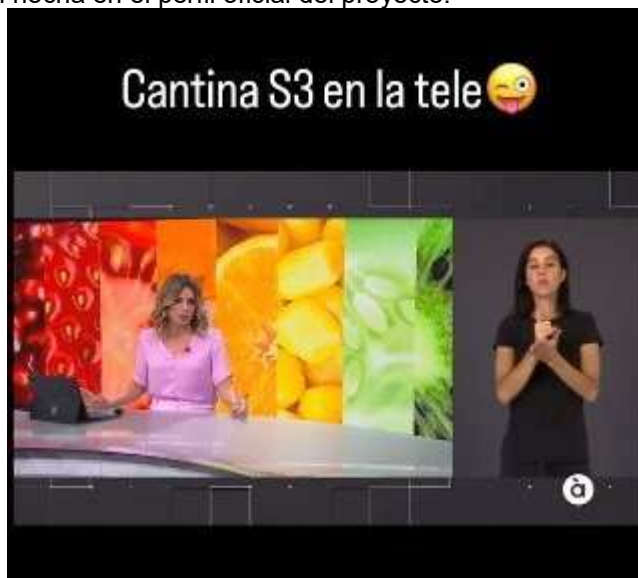 hecha en el perfil oficial del proyecto.
Cantina S3 en la tele😜
à